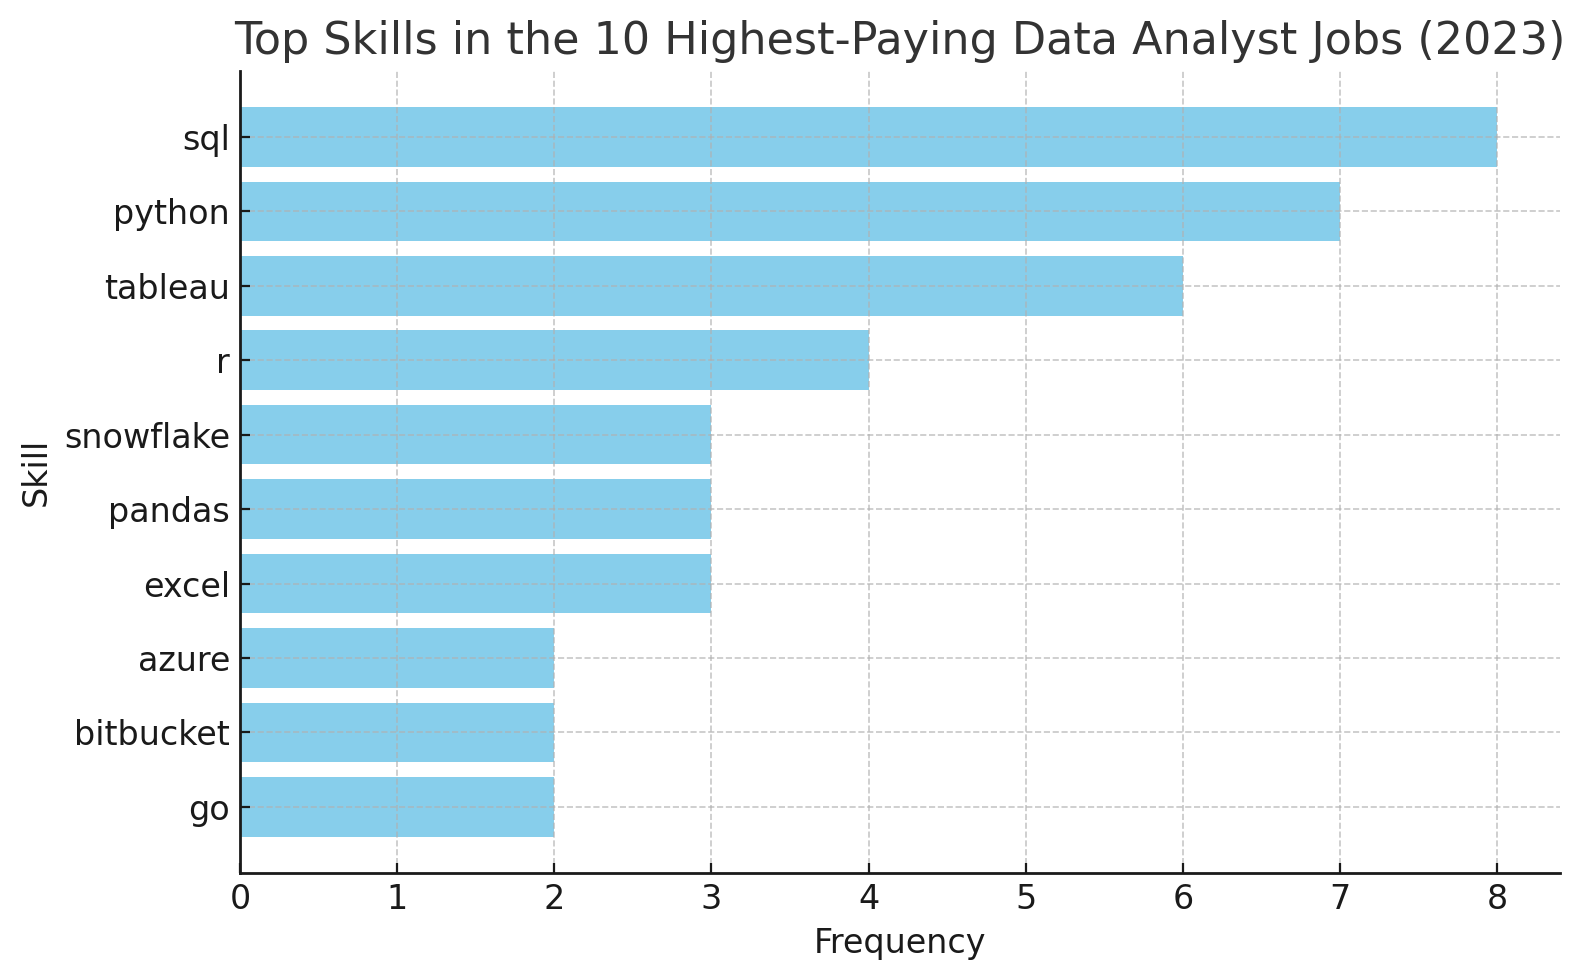 Top Skills in the 10 Highest-Paying Data Analyst Jobs (2023)
sql
python
tableau
r
snowflake
pandas
excel
azure
bitbucket
go
Skill
0 1 2 3 4 5 6 7 8
Frequency